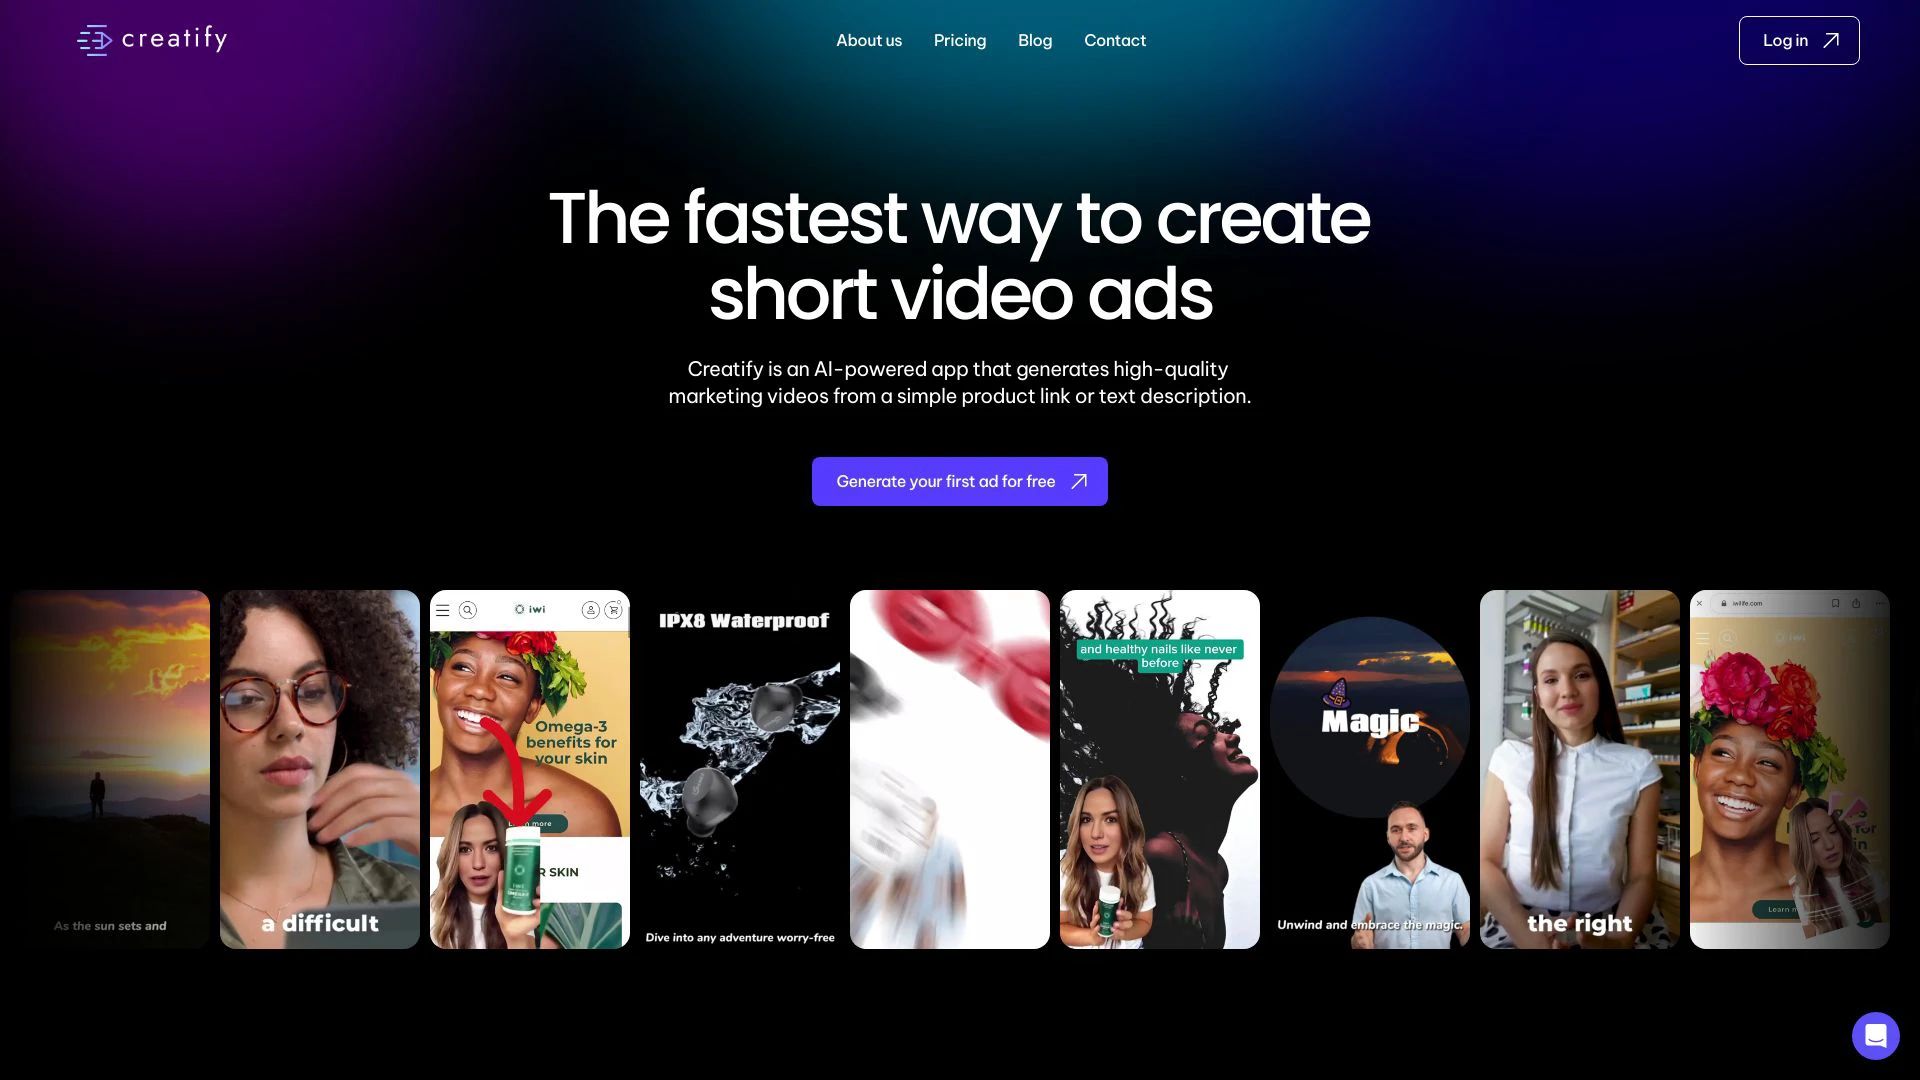 creatify
About us
Pricing
Blog
Contact
Log in
The fastest way to create
short video ads
Creatify is an AI-powered app that generates high-quality
marketing videos from a simple product link or text description.
Generate your first ad for free
As the sun sets and
a difficult
iwi
Omega-3
benefits for
your skin
more
R SKIN
IPX8 Waterproof
Dive into any adventure worry-free
and healthy nails like never
before
Magic
Unwind and embrace the magic.
the right
iwilife.com
iwi
Learn